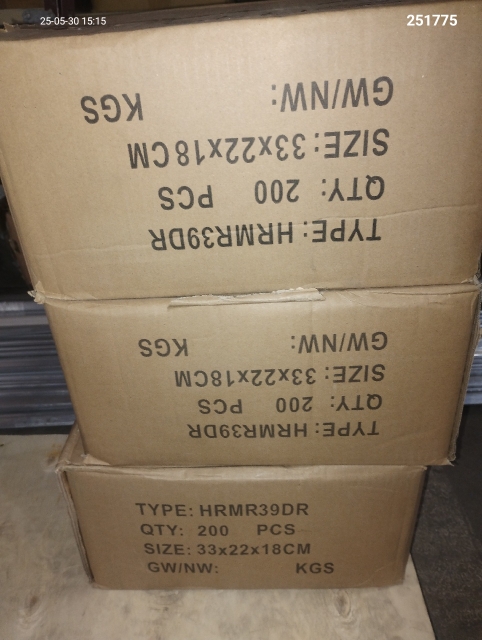 25-05-30 15:15
251775
GW/NW: KGS
SIZE: 33x22x18CM
QTY: 200 PCS
TYPE: HRMR39DR
GW/NW: KGS
SIZE: 33x22x18CM
QTY: 200 PCS
TYPE: HRMR39DR
TYPE: HRMR39DR
QTY: 200 PCS
SIZE: 33x22x18CM
GW/NW: KGS